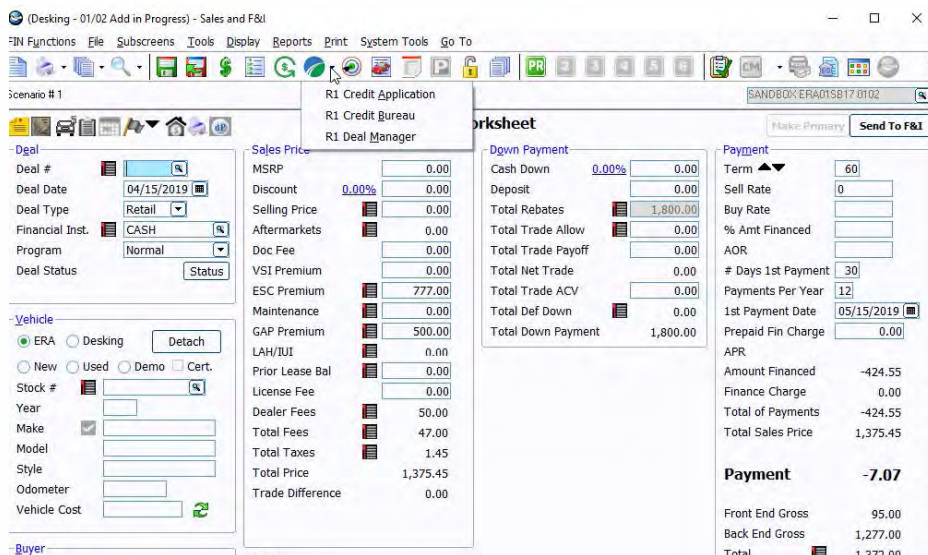 (Desking - 01/02 Add in Progress) - Sales and F&I
FIN Functions File Subscreens Tools Display Reports Print System Tools Go To
PR 2 3 4 5 6 CM
Scenario # 1
SANDBOX ERA01SB17 0102
R1 Credit Application
R1 Credit Bureau
R1 Deal Manager
orksheet
Make Primary Send To F&I
Deal
Deal #
Deal Date 04/15/2019
Deal Type Retail
Financial Inst. CASH
Program Normal
Deal Status Status
Vehicle
ERA Desking Detach
New Used Demo Cert.
Stock #
Year
Make
Model
Style
Odometer
Vehicle Cost
Buyer
Sales Price
MSRP 0.00
Discount 0.00% 0.00
Selling Price 0.00
Aftermarkets 0.00
Doc Fee 0.00
VSI Premium 0.00
ESC Premium 777.00
Maintenance 0.00
GAP Premium 500.00
LAH/IUI 0.00
Prior Lease Bal 0.00
License Fee 0.00
Dealer Fees 50.00
Total Fees 47.00
Total Taxes 1.45
Total Price 1,375.45
Trade Difference 0.00
Down Payment
Cash Down 0.00% 0.00
Deposit 0.00
Total Rebates 1,800.00
Total Trade Allow 0.00
Total Trade Payoff 0.00
Total Net Trade 0.00
Total Trade ACV 0.00
Total Def Down 0.00
Total Down Payment 1,800.00
Payment
Term 60
Sell Rate 0
Buy Rate
% Amt Financed
AOR
# Days 1st Payment 30
Payments Per Year 12
1st Payment Date 05/15/2019
Prepaid Fin Charge 0.00
APR
Amount Financed -424.55
Finance Charge 0.00
Total of Payments -424.55
Total Sales Price 1,375.45
Payment -7.07
Front End Gross 95.00
Back End Gross 1,277.00
Total 1,372.00